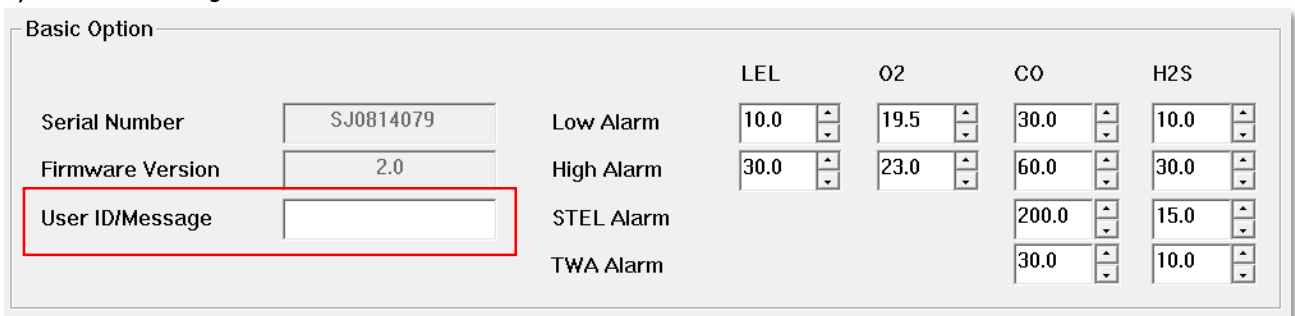 Basic Option
LEL O2 CO H2S
Serial Number SJ0814079 Low Alarm 10.0 19.5 30.0 10.0
Firmware Version 2.0 High Alarm 30.0 23.0 60.0 30.0
User ID/Message STEL Alarm 200.0 15.0
TWA Alarm 30.0 10.0